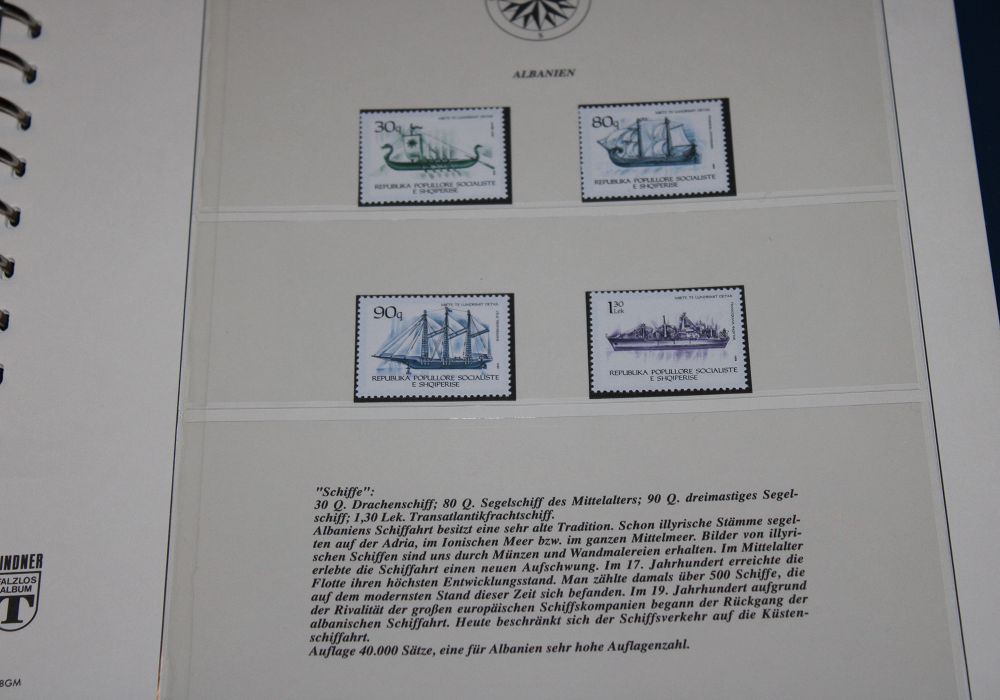 S
ALBANIEN
30q
REPUBLIKA POPULLORE SOCIALISTE
E SHQIPERISE
80q
REPUBLIKA POPULLORE SOCIALISTE
E SHQIPERISE
90q
REPUBLIKA POPULLORE SOCIALISTE
E SHQIPERISE
1.30
Lek
REPUBLIKA POPULLORE SOCIALISTE
E SHQIPERISE
"Schiffe":
30 Q. Drachenschiff; 80 Q. Segelschiff des Mittelalters; 90 Q. dreimastiges Segel-
schiff; 1,30 Lek. Transatlantikfrachtschiff.
Albaniens Schiffahrt besitzt eine sehr alte Tradition. Schon illyrische Stämme segel-
ten auf der Adria, im Ionischen Meer bzw. im ganzen Mittelmeer. Bilder von illyri-
schen Schiffen sind uns durch Münzen und Wandmalereien erhalten. Im Mittelalter
erlebte die Schiffahrt einen neuen Aufschwung. Im 17. Jahrhundert erreichte die
Flotte ihren höchsten Entwicklungsstand. Man zählte damals über 500 Schiffe, die
auf dem modernsten Stand dieser Zeit sich befanden. Im 19. Jahrhundert aufgrund
der Rivalität der großen europäischen Schiffskompanien begann der Rückgang der
albanischen Schiffahrt. Heute beschränkt sich der Schiffsverkehr auf die Küsten-
schiffahrt.
Auflage 40.000 Sätze, eine für Albanien sehr hohe Auflagenzahl.
INDNER
FALZLOS
ALBUM
T
BGM